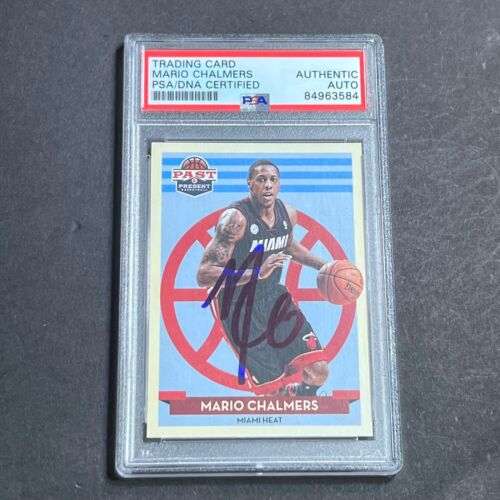 TRADING CARD
MARIO CHALMERS
PSA/DNA CERTIFIED
AUTHENTIC
AUTO
84963584
PSA
PAST
PRESENT
BASKETBALL
MIAMI
MARIO CHALMERS
MIAMI HEAT